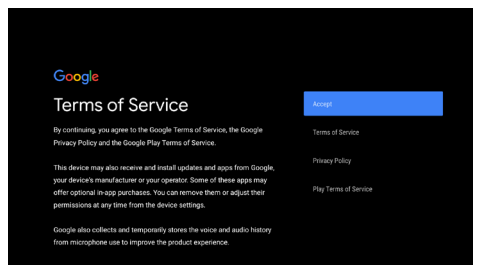 Google
Terms of Service
By continuing, you agree to the Google Terms of Service, the Google
Privacy Policy and the Google Play Terms of Service.
This device may also receive and install updates and apps from Google,
your device's manufacturer or your operator. Some of these apps may
offer optional in-app purchases. You can remove them or adjust their
permissions at any time from the device settings.
Google also collects and temporarily stores the voice and audio history
from microphone use to improve the product experience.
Accept
Terms of Service
Privacy Policy
Play Terms of Service